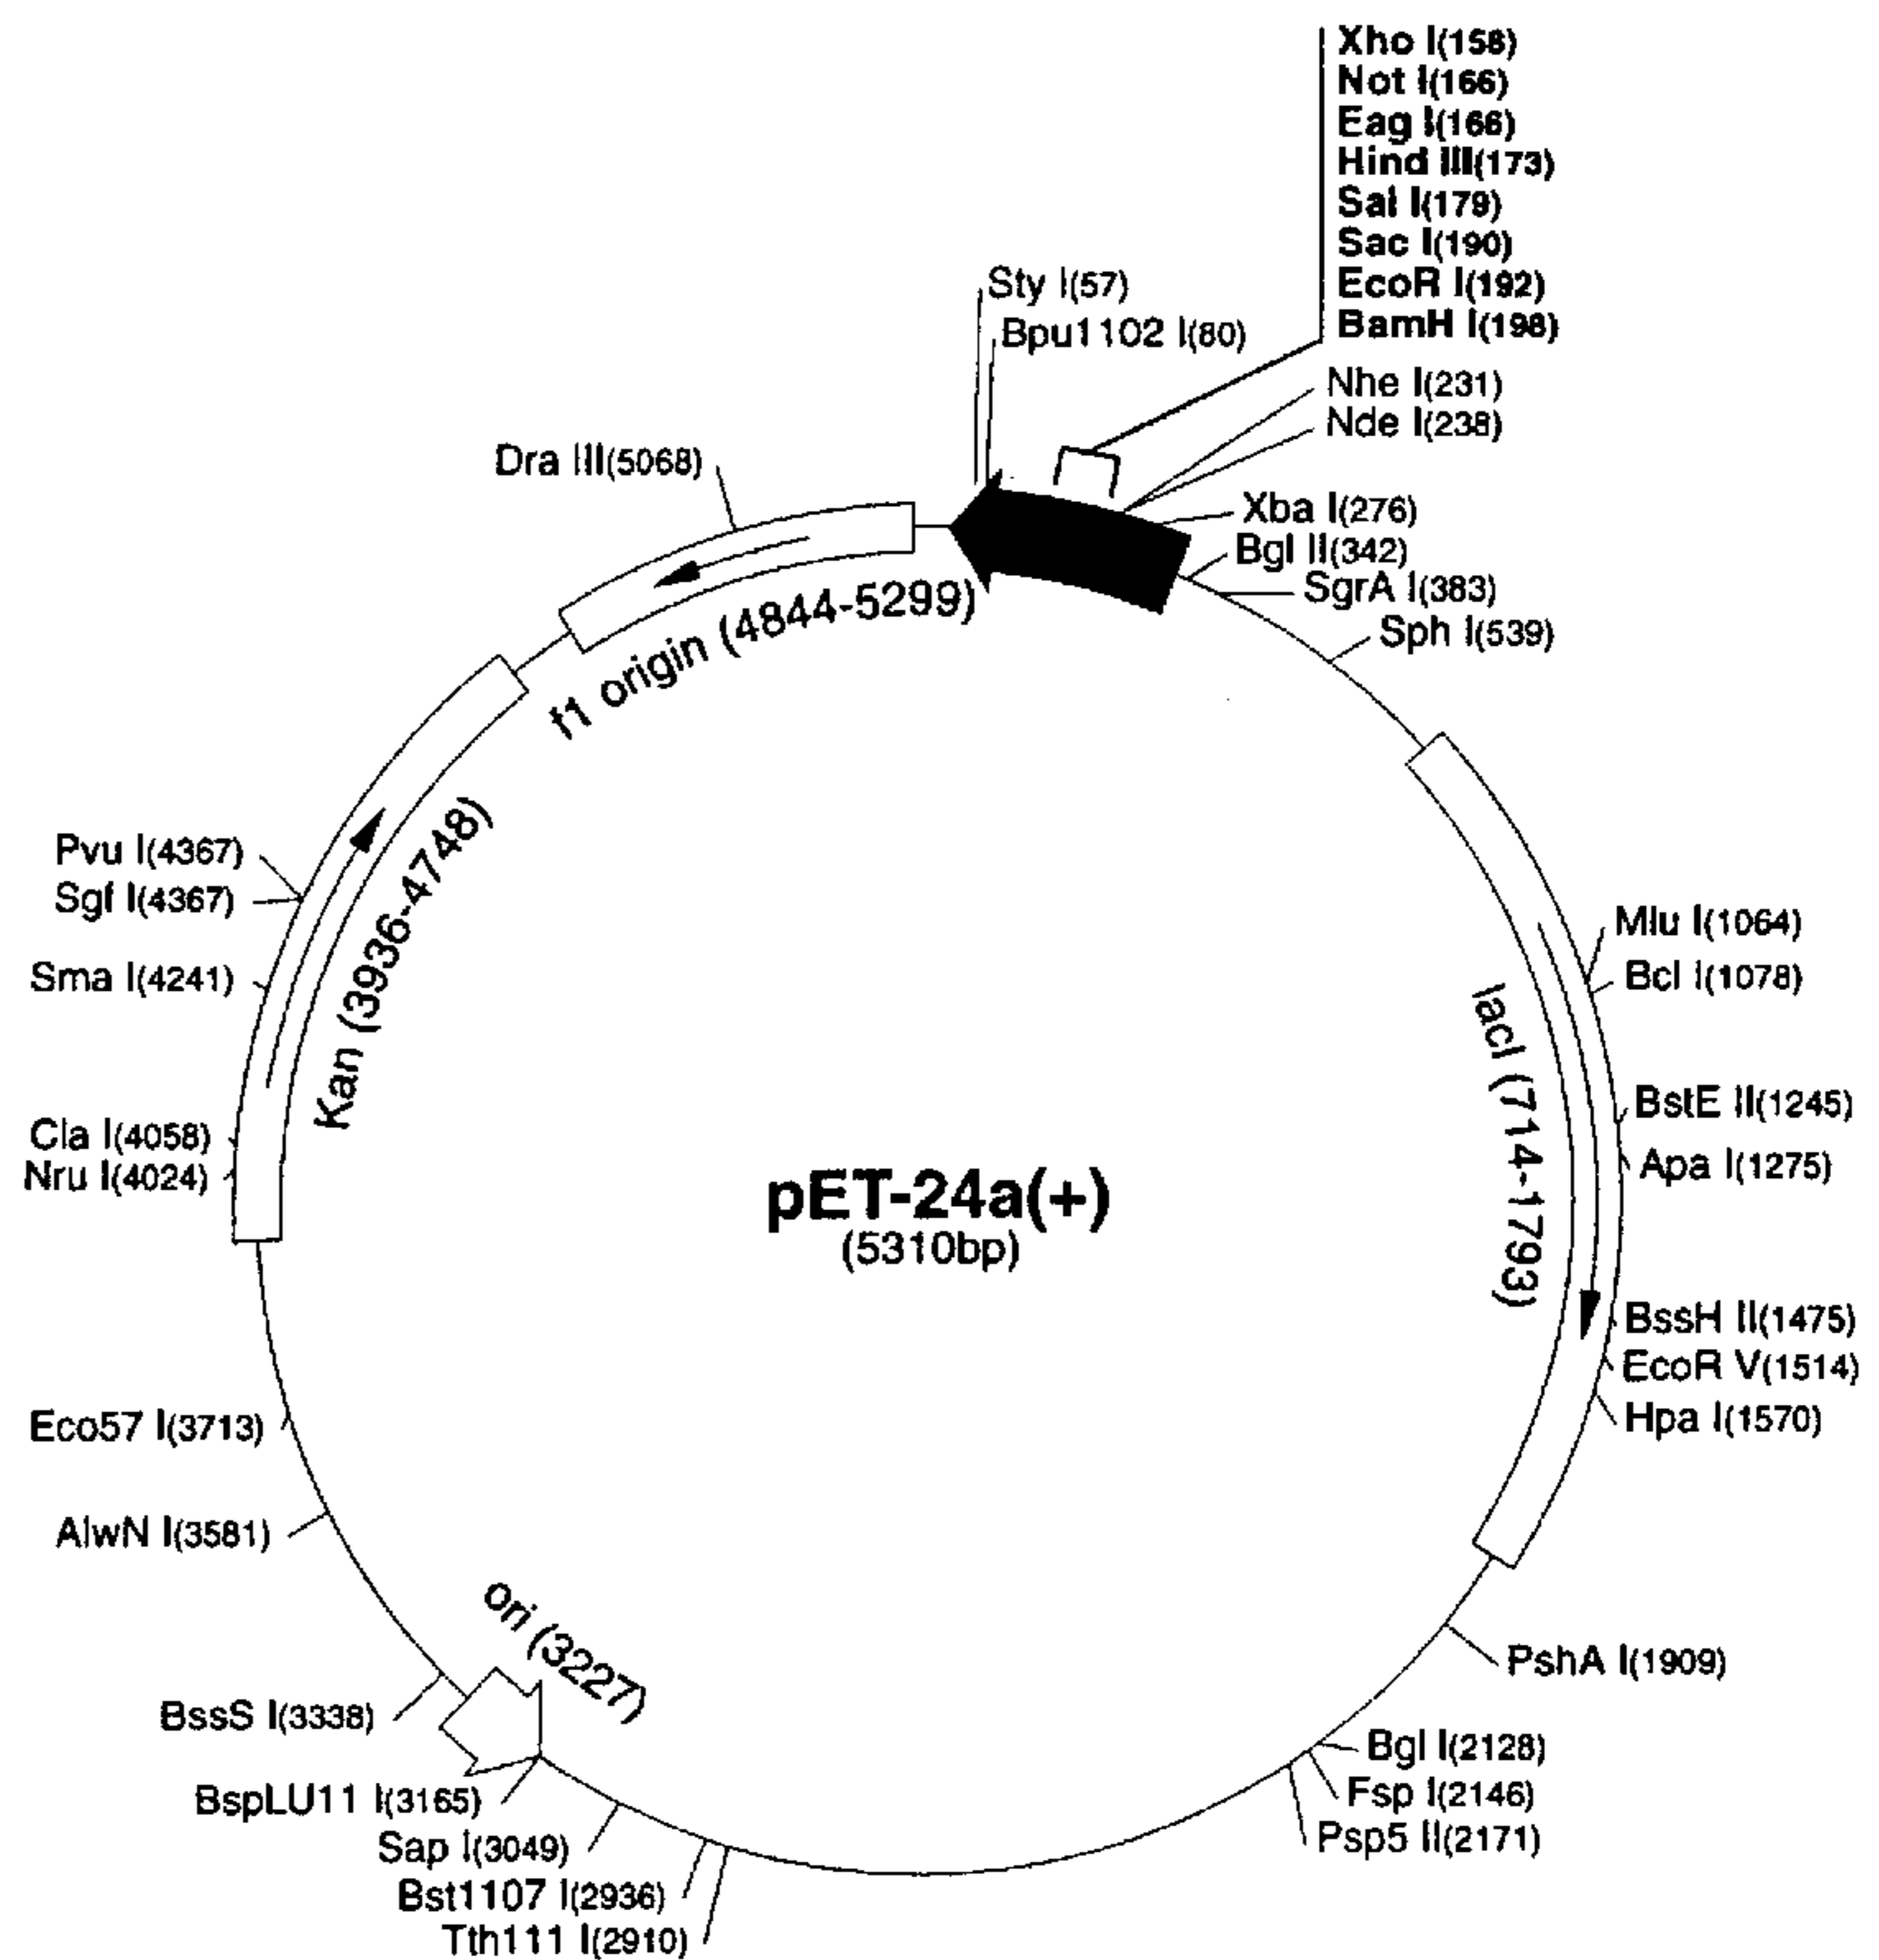 Xho I(158)
Not I(166)
Eag I(166)
Hind III(173)
Sal I(179)
Sac I(190)
EcoR I(192)
BamH I(198)
Sty I(57)
Bpu1102 I(80)
Nhe I(231)
Nde I(238)
Dra III(5068)
Xba I(276)
Bgl II(342)
SgrA I(383)
Sph I(539)
f1 origin (4844-5299)
Pvu I(4367)
Sgf I(4367)
Sma I(4241)
Kan (3936-4748)
Cla I(4058)
Nru I(4024)
Mlu I(1064)
Bcl I(1078)
lacI (714-1793)
BstE II(1245)
Apa I(1275)
pET-24a(+)
(5310bp)
BssH II(1475)
EcoR V(1514)
Hpa I(1570)
Eco57 I(3713)
AlwN I(3581)
ori (3227)
PshA I(1909)
BssS I(3338)
Bgl I(2128)
Fsp I(2146)
Psp5 II(2171)
BspLU11 I(3165)
Sap I(3049)
Bst1107 I(2936)
Tth111 I(2910)